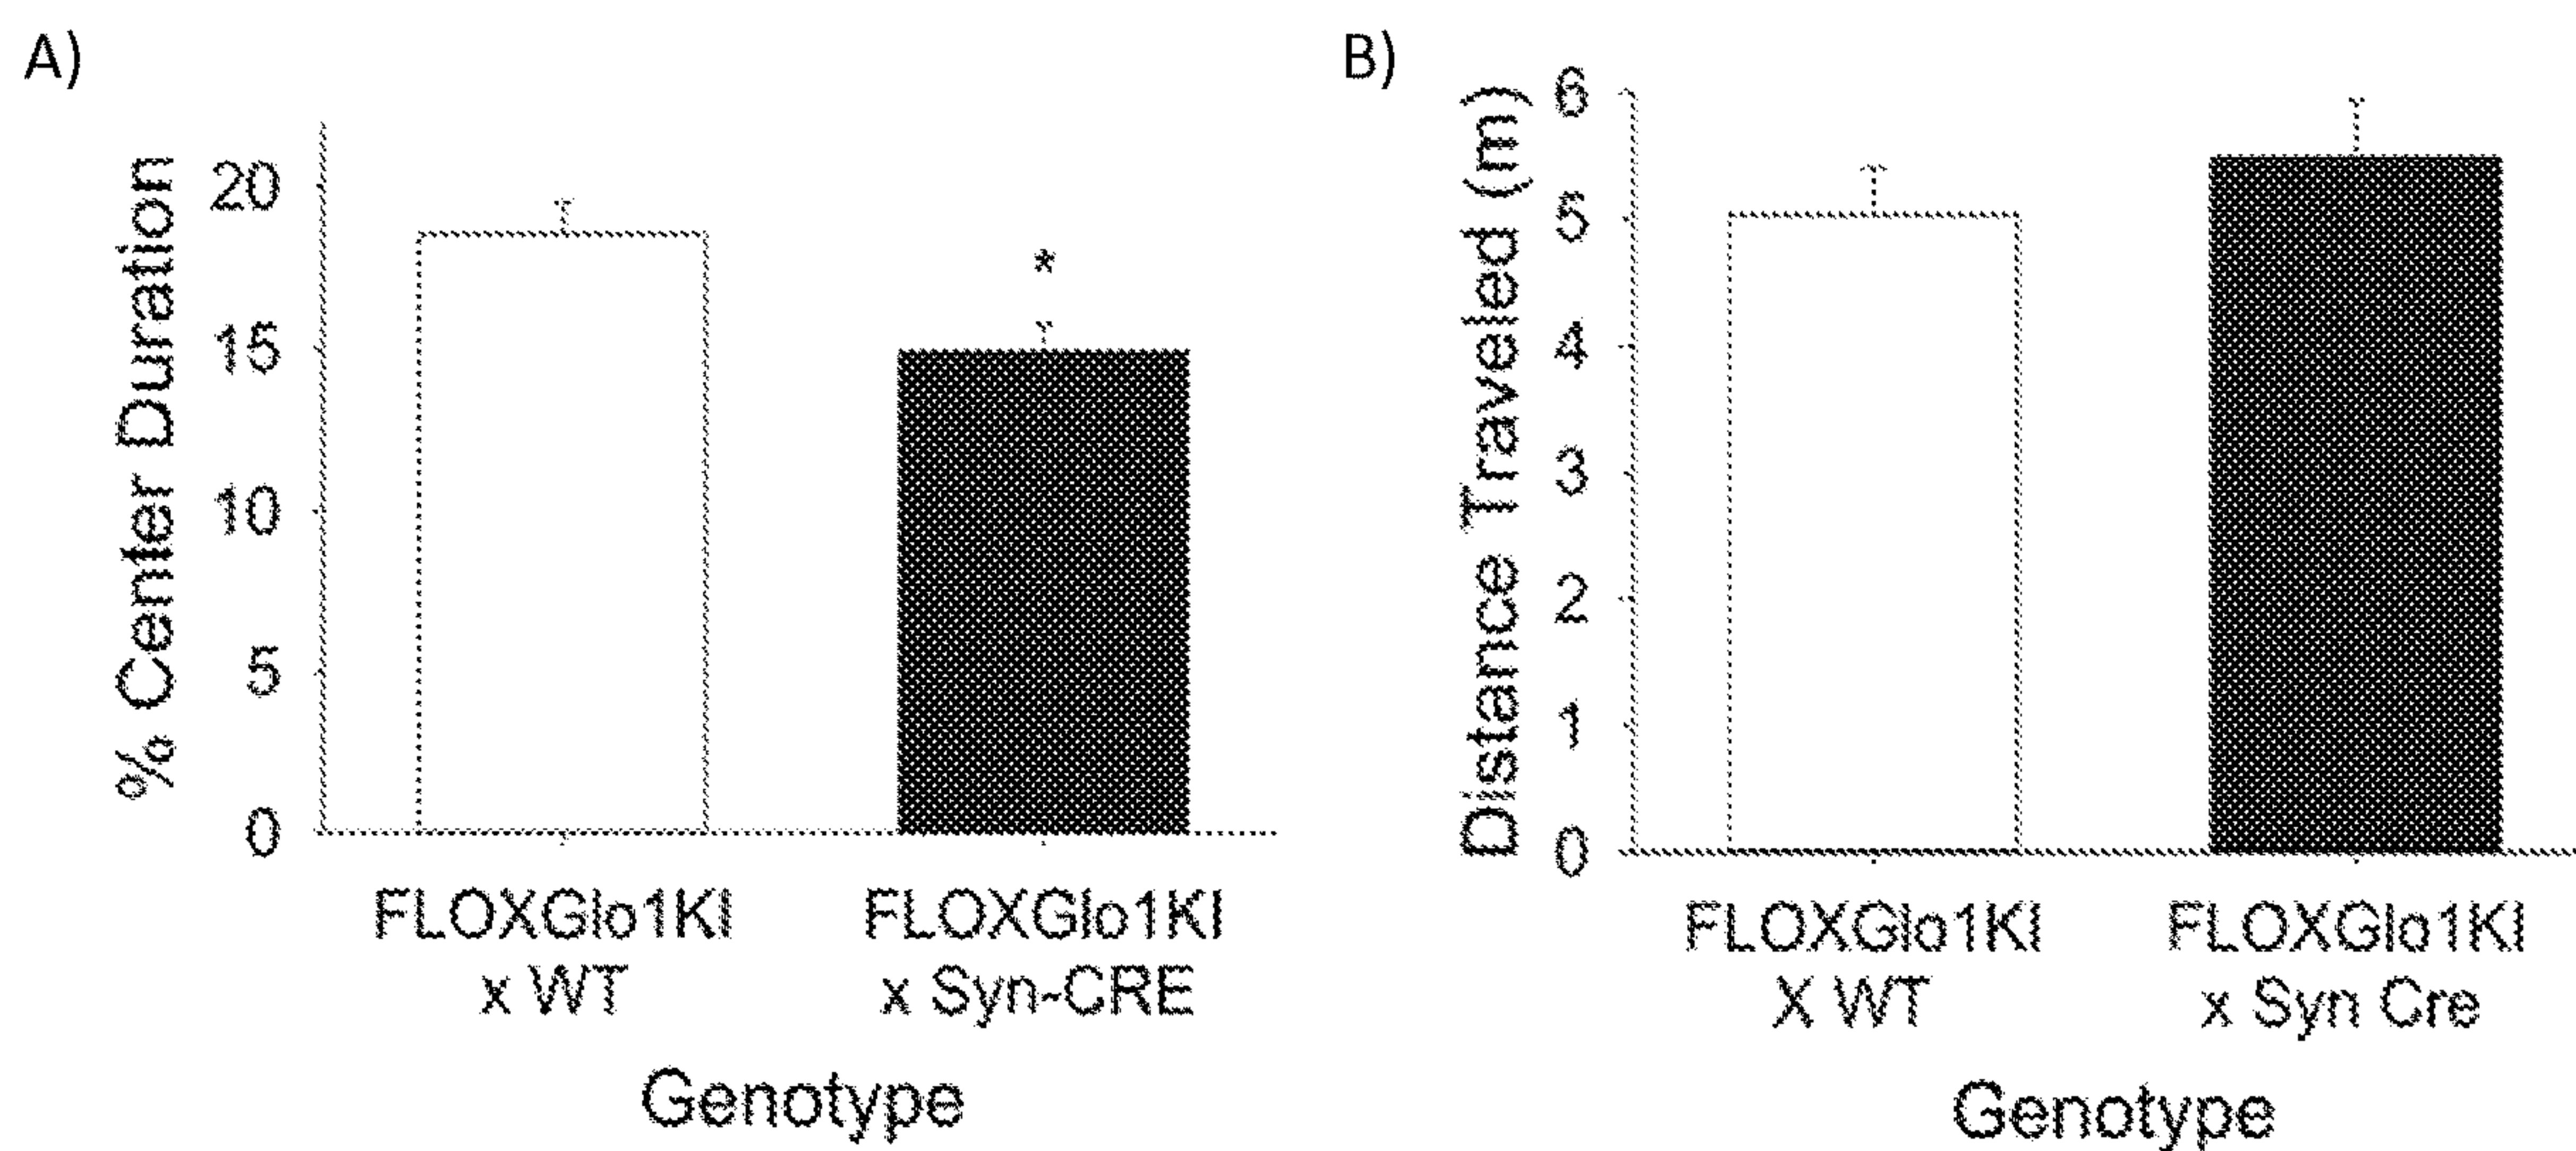 A)
% Center Duration
20
15
10
5
0
*
FLOXGlo1KI
x WT
FLOXGlo1KI
x Syn-CRE
Genotype
B)
Distance Traveled (m)
6
5
4
3
2
1
0
FLOXGlo1KI
X WT
FLOXGlo1KI
x Syn Cre
Genotype